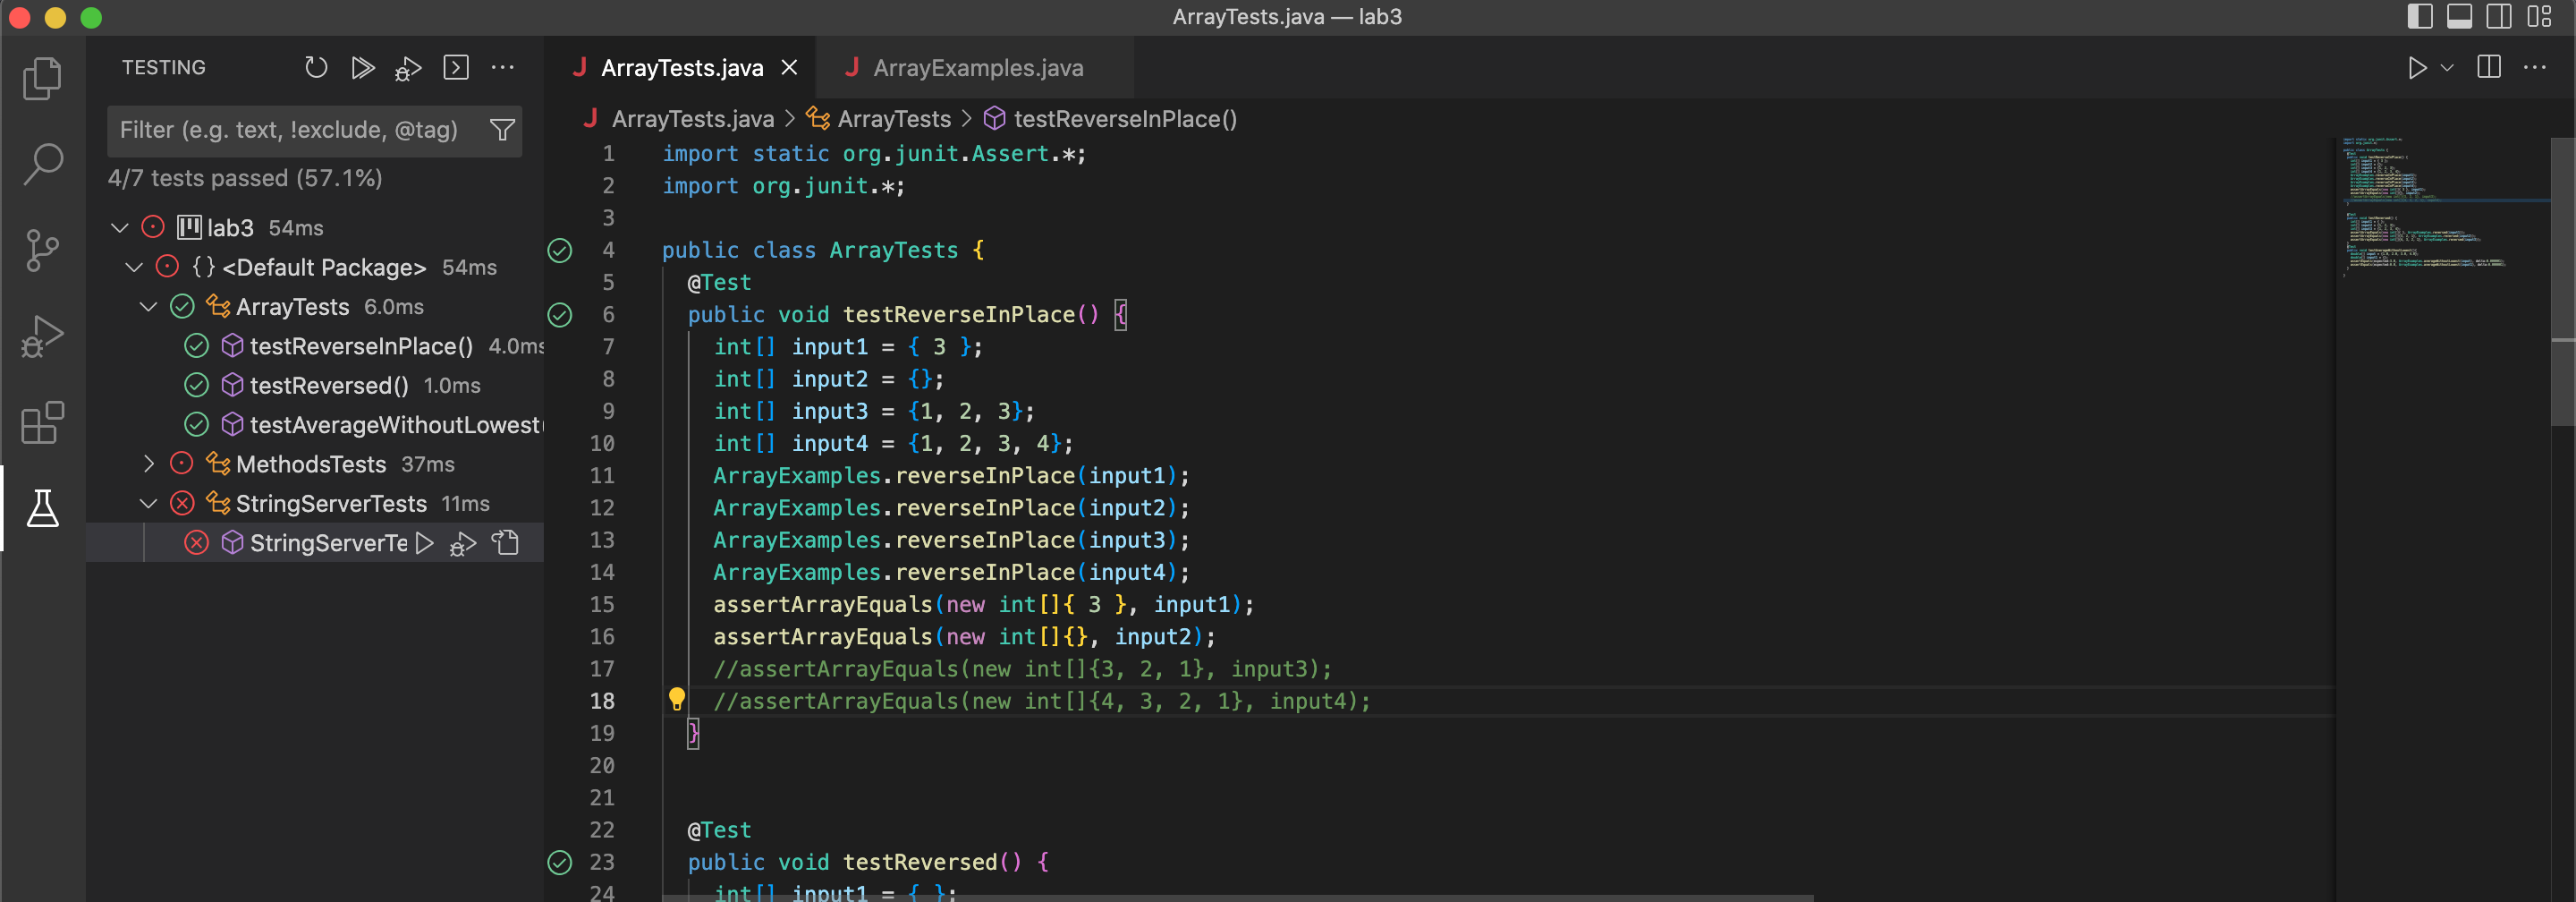 ArrayTests.java — lab3
TESTING
Filter (e.g. text, !exclude, @tag)
4/7 tests passed (57.1%)
lab3 54ms
{} <Default Package> 54ms
ArrayTests 6.0ms
testReverseInPlace() 4.0ms
testReversed() 1.0ms
testAverageWithoutLowest(
MethodsTests 37ms
StringServerTests 11ms
StringServerTe
ArrayTests.java
ArrayExamples.java
ArrayTests.java > ArrayTests > testReverseInPlace()
1 import static org.junit.Assert.*;
2 import org.junit.*;
3
4 public class ArrayTests {
5 @Test
6 public void testReverseInPlace() {
7 int[] input1 = { 3 };
8 int[] input2 = {};
9 int[] input3 = {1, 2, 3};
10 int[] input4 = {1, 2, 3, 4};
11 ArrayExamples.reverseInPlace(input1);
12 ArrayExamples.reverseInPlace(input2);
13 ArrayExamples.reverseInPlace(input3);
14 ArrayExamples.reverseInPlace(input4);
15 assertArrayEquals(new int[]{ 3 }, input1);
16 assertArrayEquals(new int[]{}, input2);
17 //assertArrayEquals(new int[]{3, 2, 1}, input3);
18 //assertArrayEquals(new int[]{4, 3, 2, 1}, input4);
19 }
20
21
22 @Test
23 public void testReversed() {
24 int[] input1 = { };